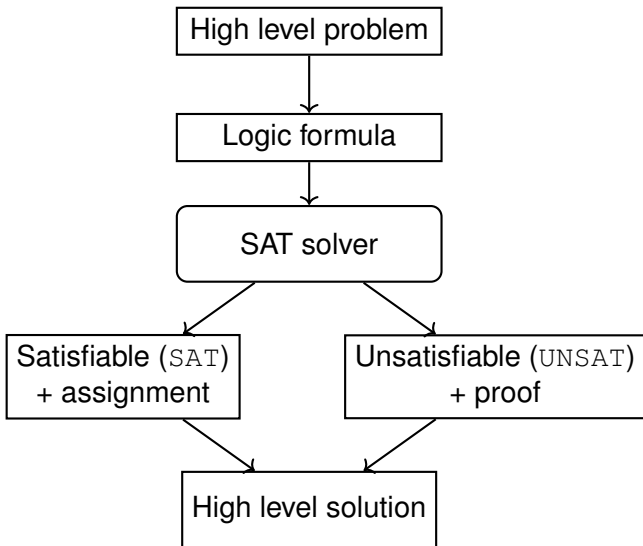 High level problem
Logic formula
SAT solver
Satisfiable (SAT)
+ assignment
Unsatisfiable (UNSAT)
+ proof
High level solution